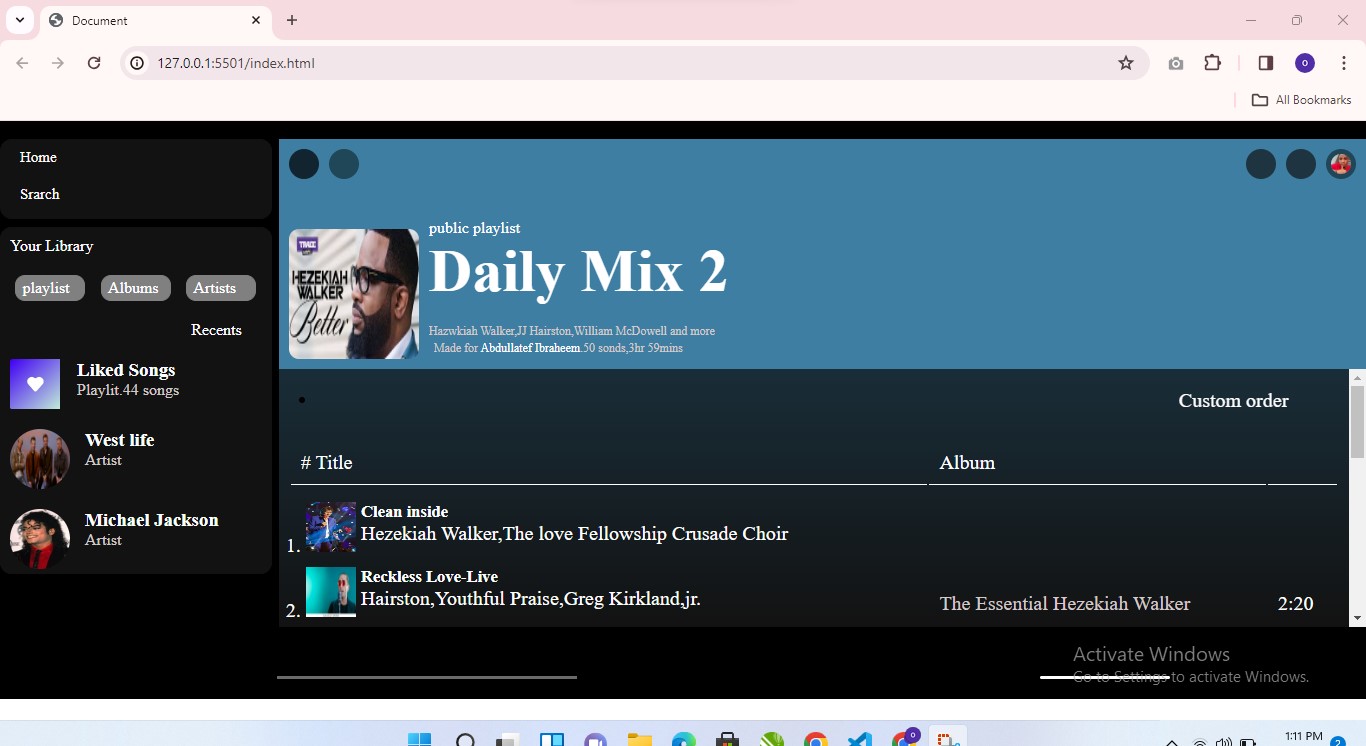 Document
127.0.0.1:5501/index.html
o
All Bookmarks
Home
Srarch
Your Library
playlist
Albums
Artists
Recents
Liked Songs
Playlit.44 songs
West life
Artist
Michael Jackson
Artist
public playlist
Daily Mix 2
TRACE
HEZEKIAH
WALKER
Better
Hazwkiah Walker,JJ Hairston,William McDowell and more
Made for Abdullatef Ibraheem.50 sonds,3hr 59mins
Custom order
# Title
Album
Clean inside
1. Hezekiah Walker,The love Fellowship Crusade Choir
Reckless Love-Live
2. Hairston,Youthful Praise,Greg Kirkland,jr.
The Essential Hezekiah Walker
2:20
Activate Windows
Go to Settings to activate Windows.
o
1:11 PM
2